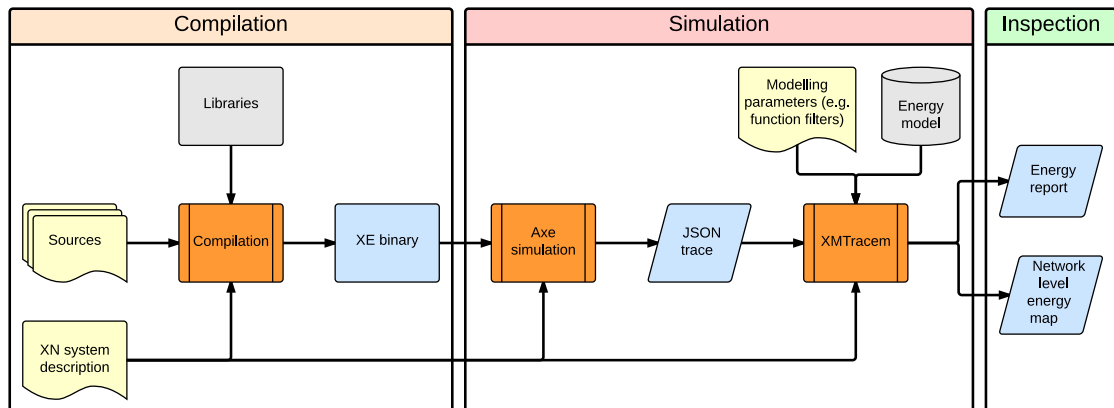 Compilation
Simulation
Inspection
Libraries
Modelling
parameters (e.g.
function filters)
Energy
model
Energy
report
Sources
Compilation
XE binary
Axe
simulation
JSON
trace
XMTracem
Network
level
energy
map
XN system
description